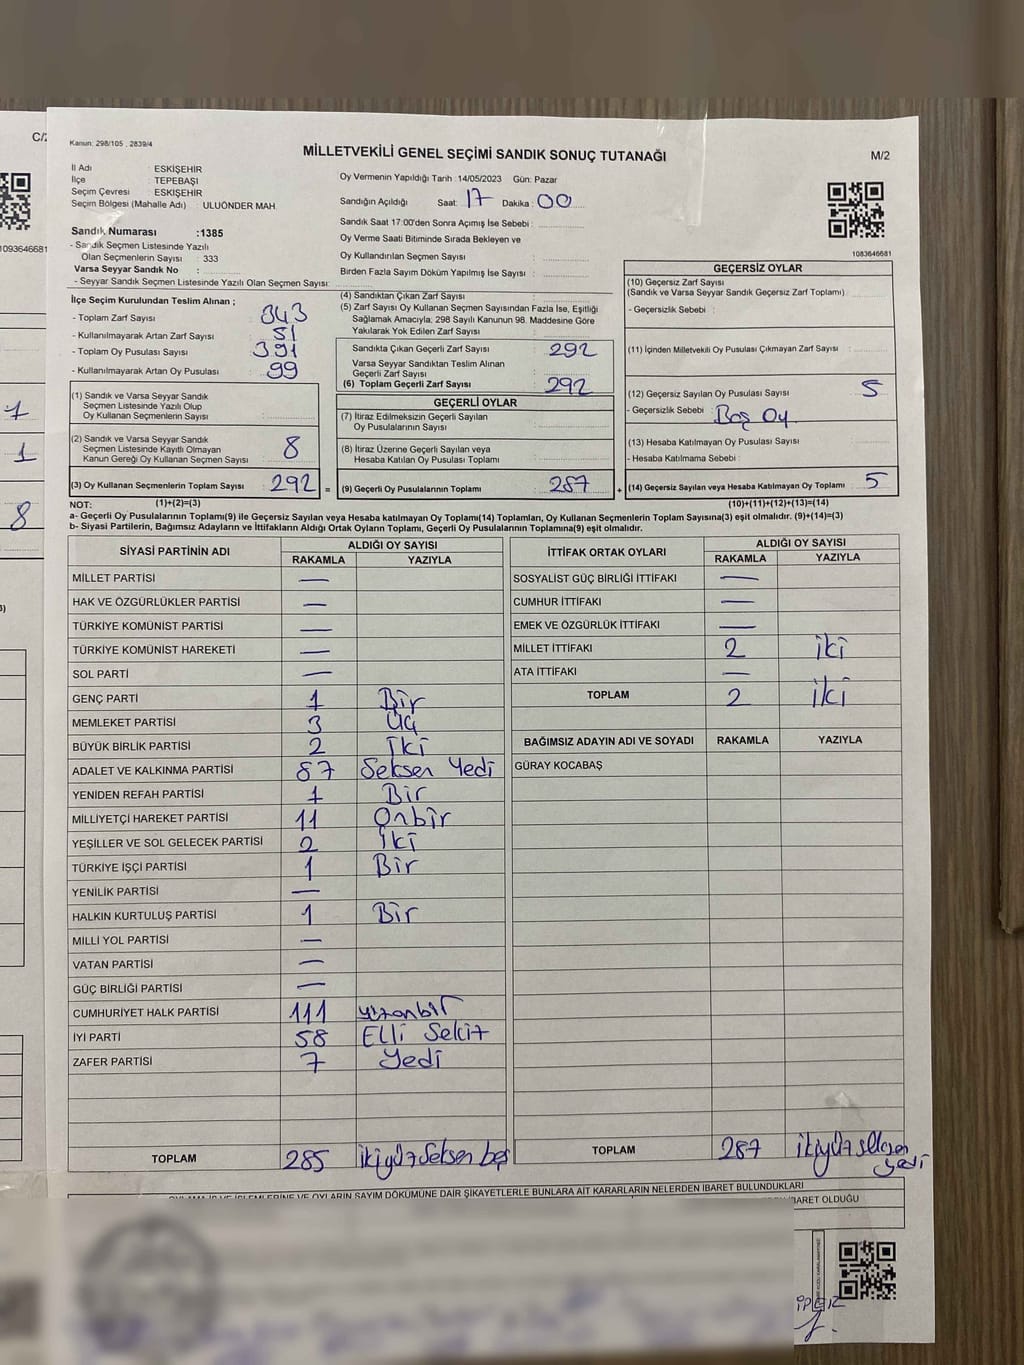 C/2
Kanun: 298/105 , 2839/4
MİLLETVEKİLİ GENEL SEÇİMİ SANDIK SONUÇ TUTANAĞI
M/2
İl Adı : ESKİŞEHİR
İlçe : TEPEBAŞI
Seçim Çevresi : ESKİŞEHİR
Seçim Bölgesi (Mahalle Adı) : ULUÖNDER MAH.
Sandık Numarası :1385
- Sandık Seçmen Listesinde Yazılı
Olan Seçmenlerin Sayısı : 333
Varsa Seyyar Sandık No :
- Seyyar Sandık Seçmen Listesinde Yazılı Olan Seçmen Sayısı:
Oy Vermenin Yapıldığı Tarih :14/05/2023 Gün: Pazar
Sandığın Açıldığı Saat: 17 Dakika : 00
Sandık Saat 17:00'den Sonra Açımış İse Sebebi :
Oy Verme Saati Bitiminde Sırada Bekleyen ve
Oy Kullandırılan Seçmen Sayısı :
Birden Fazla Sayım Döküm Yapılmış İse Sayısı :
1093646681
1083646681
İlçe Seçim Kurulundan Teslim Alınan ;
- Toplam Zarf Sayısı : 343
- Kullanılmayarak Artan Zarf Sayısı : 51
- Toplam Oy Pusulası Sayısı : 391
- Kullanılmayarak Artan Oy Pusulası : 99
(1) Sandık ve Varsa Seyyar Sandık
Seçmen Listesinde Yazılı Olup
Oy Kullanan Seçmenlerin Sayısı :
(2) Sandık ve Varsa Seyyar Sandık
Seçmen Listesinde Kayıtlı Olmayan
Kanun Gereği Oy Kullanan Seçmen Sayısı : 8
(3) Oy Kullanan Seçmenlerin Toplam Sayısı : 292 =
(4) Sandıktan Çıkan Zarf Sayısı :
(5) Zarf Sayısı Oy Kullanan Seçmen Sayısından Fazla İse, Eşitliği
Sağlamak Amacıyla; 298 Sayılı Kanunun 98. Maddesine Göre
Yakılarak Yok Edilen Zarf Sayısı :
Sandıkta Çıkan Geçerli Zarf Sayısı : 292
Varsa Seyyar Sandıktan Teslim Alınan
Geçerli Zarf Sayısı :
(6) Toplam Geçerli Zarf Sayısı : 292
GEÇERLİ OYLAR
(7) İtiraz Edilmeksizin Geçerli Sayılan
Oy Pusulalarının Sayısı :
(8) İtiraz Üzerine Geçerli Sayılan veya
Hesaba Katılan Oy Pusulası Toplamı :
(9) Geçerli Oy Pusulalarının Toplamı : 287 +
GEÇERSİZ OYLAR
(10) Geçersiz Zarf Sayısı
(Sandık ve Varsa Seyyar Sandık Geçersiz Zarf Toplamı) :
- Geçersizlik Sebebi :
(11) İçinden Milletvekili Oy Pusulası Çıkmayan Zarf Sayısı :
(12) Geçersiz Sayılan Oy Pusulası Sayısı : 5
- Geçersizlik Sebebi : Boş Oy
(13) Hesaba Katılmayan Oy Pusulası Sayısı :
- Hesaba Katılmama Sebebi :
(14) Geçersiz Sayılan veya Hesaba Katılmayan Oy Toplamı : 5
NOT: (1)+(2)=(3) (10)+(11)+(12)+(13)=(14)
a- Geçerli Oy Pusulalarının Toplamı(9) ile Geçersiz Sayılan veya Hesaba katılmayan Oy Toplamı(14) Toplamları, Oy Kullanan Seçmenlerin Toplam Sayısına(3) eşit olmalıdır. (9)+(14)=(3)
b- Siyasi Partilerin, Bağımsız Adayların ve İttifakların Aldığı Ortak Oyların Toplamı, Geçerli Oy Pusulalarının Toplamına(9) eşit olmalıdır.
SİYASİ PARTİNİN ADI ALDIĞI OY SAYISI
RAKAMLA YAZIYLA
MİLLET PARTİSİ —
HAK VE ÖZGÜRLÜKLER PARTİSİ —
TÜRKİYE KOMÜNİST PARTİSİ —
TÜRKİYE KOMÜNİST HAREKETİ —
SOL PARTİ —
GENÇ PARTİ 1 Bir
MEMLEKET PARTİSİ 3 Üç
BÜYÜK BİRLİK PARTİSİ 2 İki
ADALET VE KALKINMA PARTİSİ 87 Seksen Yedi
YENİDEN REFAH PARTİSİ 1 Bir
MİLLİYETÇİ HAREKET PARTİSİ 11 Onbir
YEŞİLLER VE SOL GELECEK PARTİSİ 2 İki
TÜRKİYE İŞÇİ PARTİSİ 1 Bir
YENİLİK PARTİSİ —
HALKIN KURTULUŞ PARTİSİ 1 Bir
MİLLİ YOL PARTİSİ —
VATAN PARTİSİ —
GÜÇ BİRLİĞİ PARTİSİ —
CUMHURİYET HALK PARTİSİ 111 yüzonbir
İYİ PARTİ 58 Elli Sekiz
ZAFER PARTİSİ 7 Yedi
TOPLAM 285 ikiyüzseksen beş
İTTİFAK ORTAK OYLARI ALDIĞI OY SAYISI
RAKAMLA YAZIYLA
SOSYALİST GÜÇ BİRLİĞİ İTTİFAKI —
CUMHUR İTTİFAKI —
EMEK VE ÖZGÜRLÜK İTTİFAKI —
MİLLET İTTİFAKI 2 iki
ATA İTTİFAKI —
TOPLAM 2 iki
BAĞIMSIZ ADAYIN ADI VE SOYADI RAKAMLA YAZIYLA
GÜRAY KOCABAŞ
TOPLAM 287 ikiyüzseksen
yedi
1
1
8